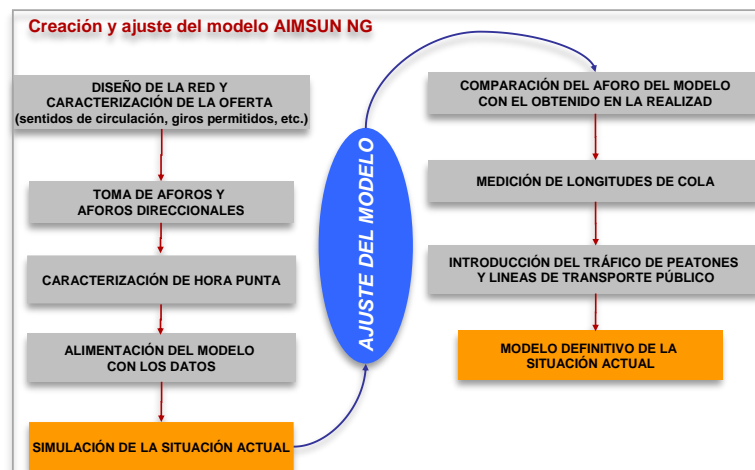 Creación y ajuste del modelo AIMSUN NG
DISEÑO DE LA RED Y
CARACTERIZACIÓN DE LA OFERTA
(sentidos de circulación, giros permitidos, etc.)
TOMA DE AFOROS Y
AFOROS DIRECCIONALES
CARACTERIZACIÓN DE HORA PUNTA
ALIMENTACIÓN DEL MODELO
CON LOS DATOS
SIMULACIÓN DE LA SITUACIÓN ACTUAL
AJUSTE DEL MODELO
COMPARACIÓN DEL AFORO DEL MODELO
CON EL OBTENIDO EN LA REALIZAD
MEDICIÓN DE LONGITUDES DE COLA
INTRODUCCIÓN DEL TRÁFICO DE PEATONES
Y LINEAS DE TRANSPORTE PÚBLICO
MODELO DEFINITIVO DE LA
SITUACIÓN ACTUAL